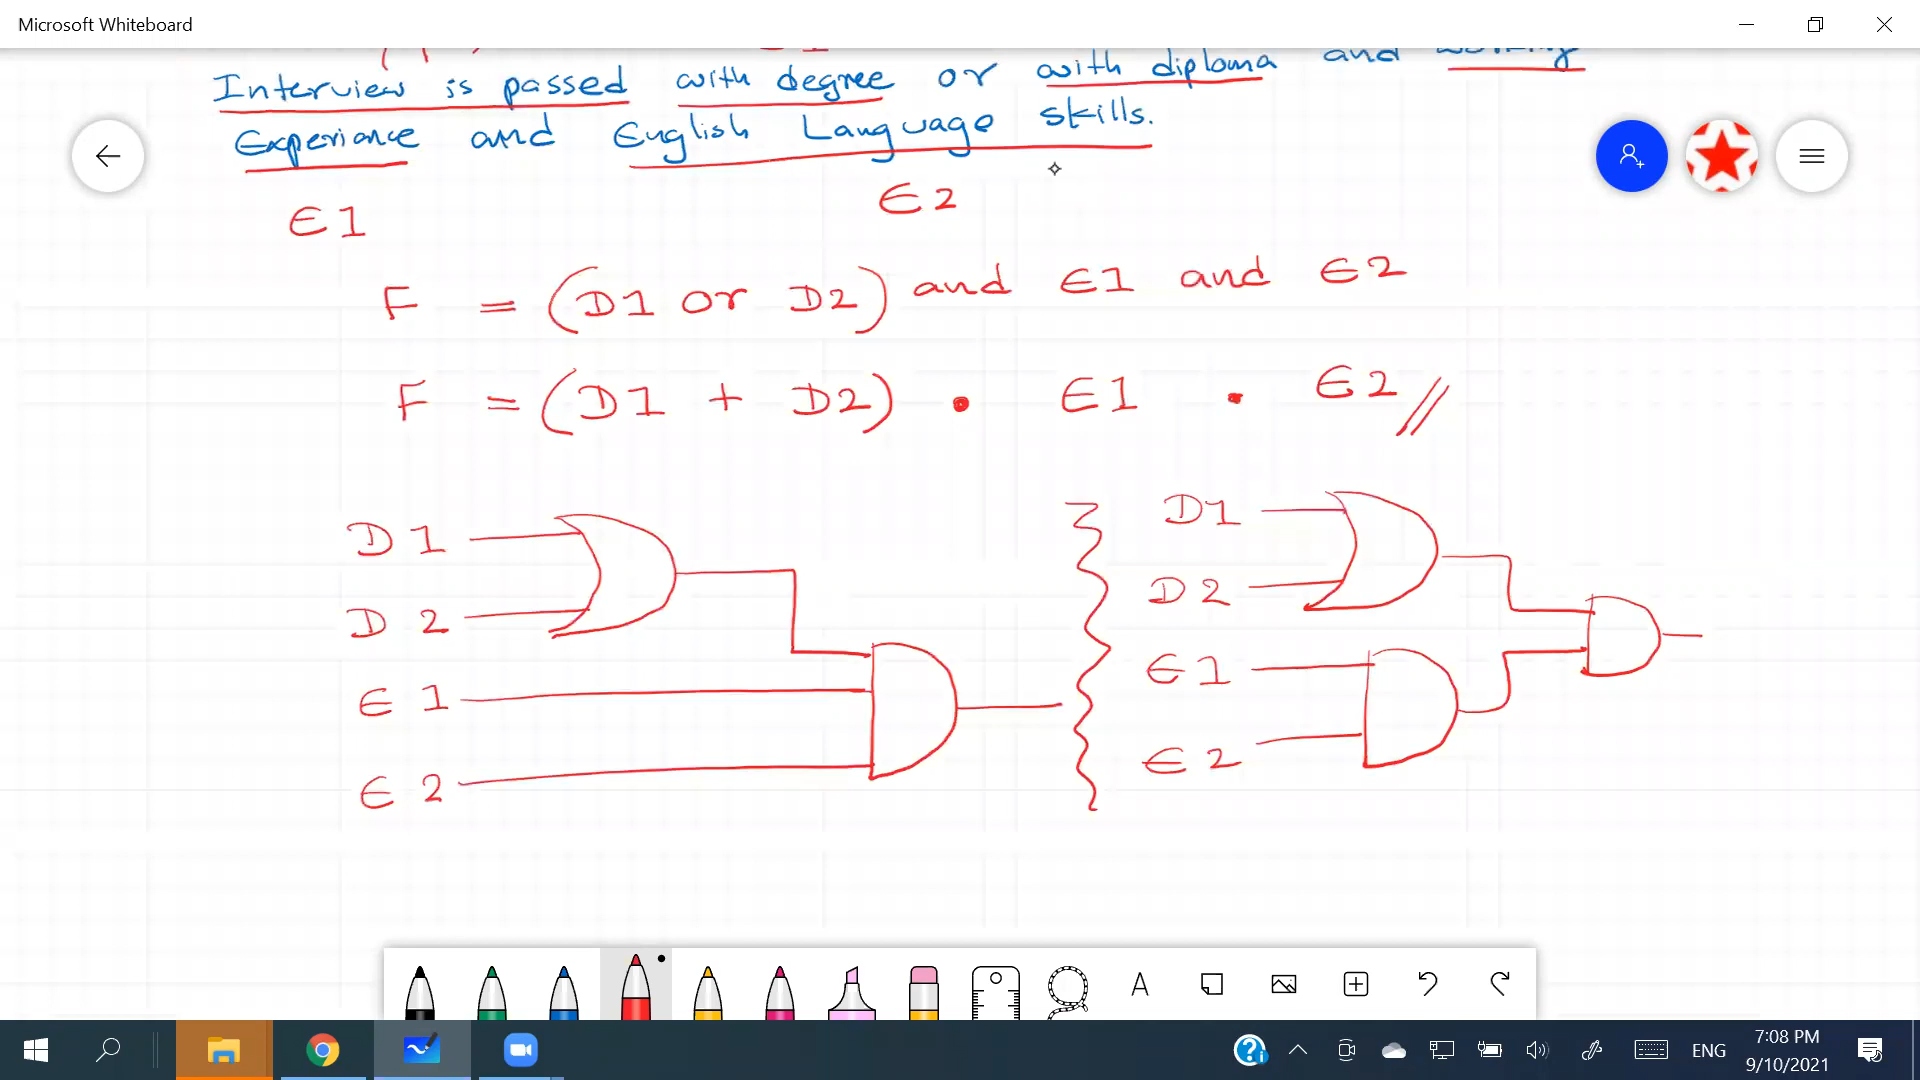 Microsoft Whiteboard
Interview is passed with degree or with diploma and working
Experiance and English Language skills.
E1 E2
F = (D1 or D2) and E1 and E2
F = (D1 + D2) • E1 • E2 //
D1
D2
E1
E2
D1
D2
E1
E2
A
ENG
7:08 PM
9/10/2021